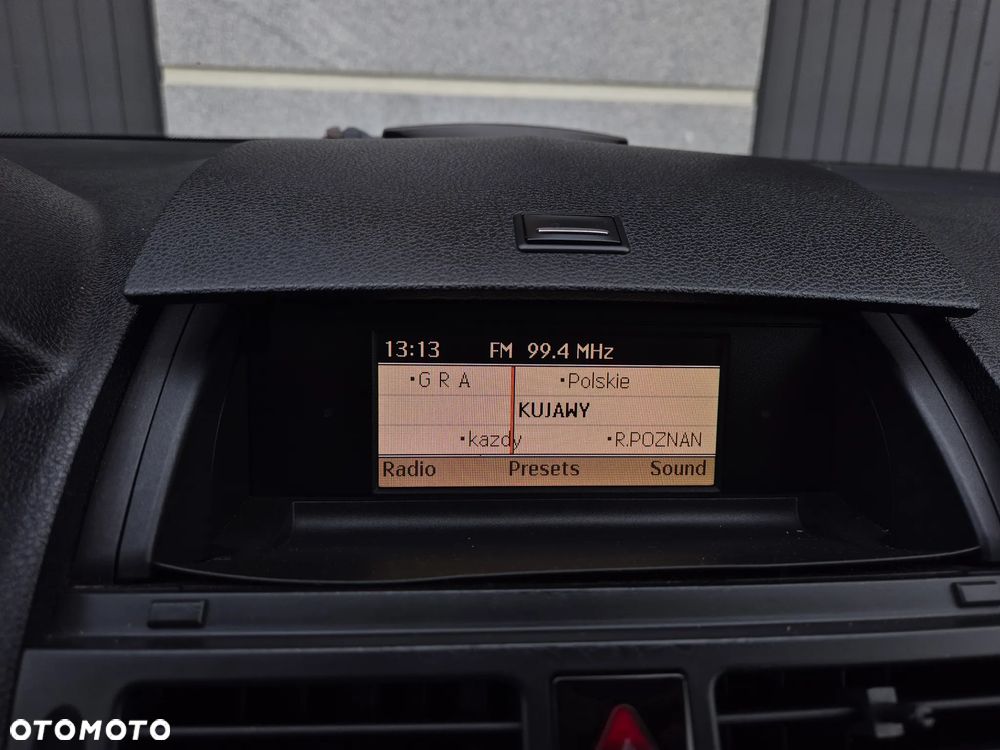 13:13 FM 99.4 MHz
•G R A •Polskie
KUJAWY
•kazdy •R.POZNAN
Radio Presets Sound
OTOMOTO